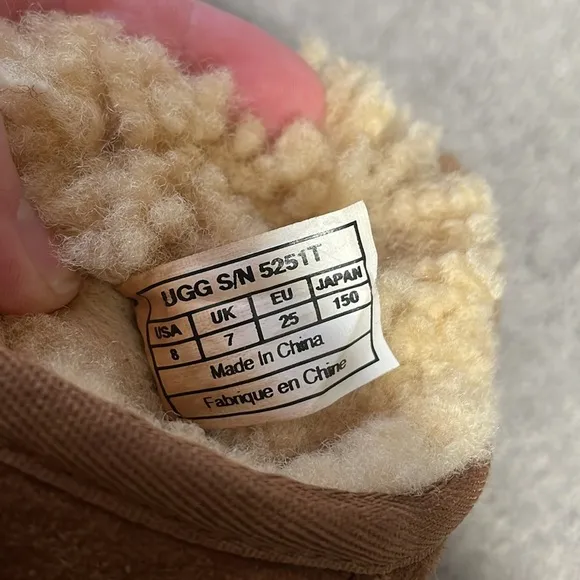 UGG S/N 5251T
USA UK EU JAPAN
8 7 25 150
Made In China
Fabrique en Chine